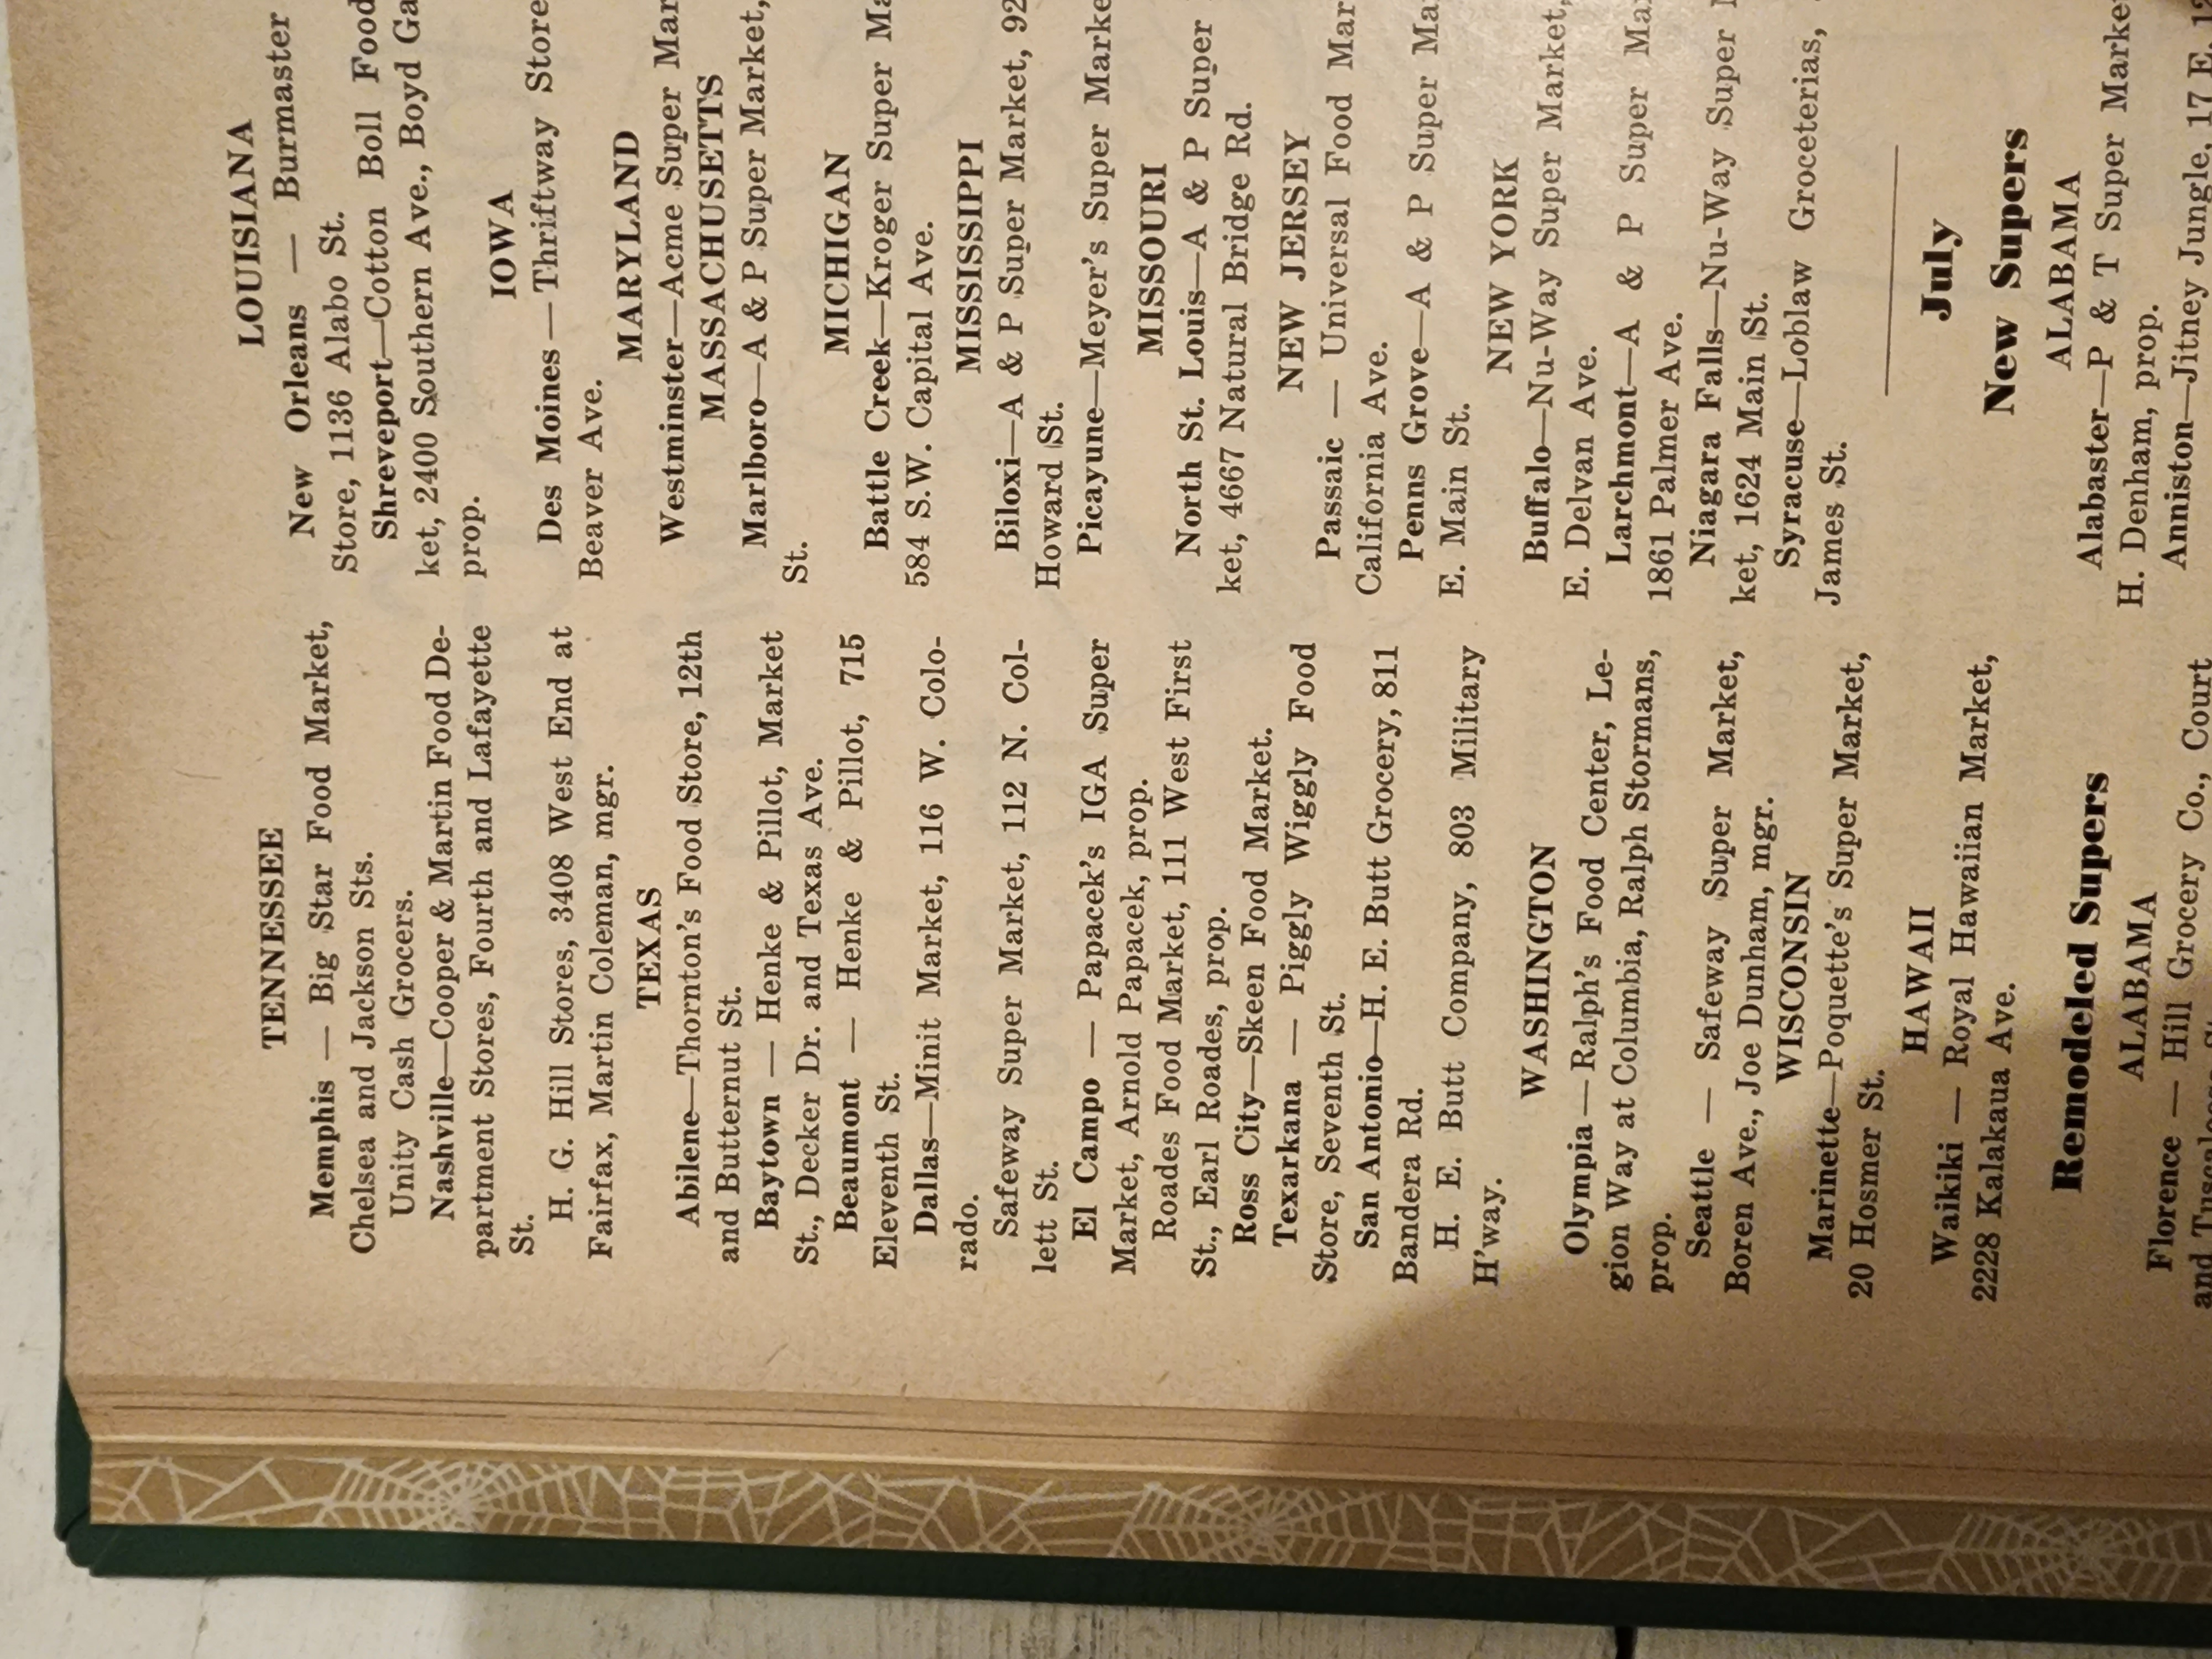 TENNESSEE
Memphis — Big Star Food Market,
Chelsea and Jackson Sts.
Unity Cash Grocers.
Nashville—Cooper & Martin Food De-
partment Stores, Fourth and Lafayette
St.
H. G. Hill Stores, 3408 West End at
Fairfax, Martin Coleman, mgr.
TEXAS
Abilene—Thornton's Food Store, 12th
and Butternut St.
Baytown — Henke & Pillot, Market
St., Decker Dr. and Texas Ave.
Beaumont — Henke & Pillot, 715
Eleventh St.
Dallas—Minit Market, 116 W. Colo-
rado.
Safeway Super Market, 112 N. Col-
lett St.
El Campo — Papacek's IGA Super
Market, Arnold Papacek, prop.
Roades Food Market, 111 West First
St., Earl Roades, prop.
Ross City—Skeen Food Market.
Texarkana — Piggly Wiggly Food
Store, Seventh St.
San Antonio—H. E. Butt Grocery, 811
Bandera Rd.
H. E. Butt Company, 803 Military
H'way.
WASHINGTON
Olympia — Ralph's Food Center, Le-
gion Way at Columbia, Ralph Stormans,
prop.
Seattle — Safeway Super Market,
Boren Ave., Joe Dunham, mgr.
WISCONSIN
Marinette—Poquette's Super Market,
20 Hosmer St.
HAWAII
Waikiki — Royal Hawaiian Market,
2228 Kalakaua Ave.
Remodeled Supers
ALABAMA
Florence — Hill Grocery Co., Court
and
LOUISIANA
New Orleans — Burmaster
Store, 1136 Alabo St.
Shreveport—Cotton Boll Food
ket, 2400 Southern Ave., Boyd Ga
prop.
IOWA
Des Moines — Thriftway Store
Beaver Ave.
MARYLAND
Westminster—Acme Super Mar
MASSACHUSETTS
Marlboro—A & P Super Market,
St.
MICHIGAN
Battle Creek—Kroger Super Ma
584 S.W. Capital Ave.
MISSISSIPPI
Biloxi—A & P Super Market, 92
Howard St.
Picayune—Meyer's Super Marke
MISSOURI
North St. Louis—A & P Super
ket, 4667 Natural Bridge Rd.
NEW JERSEY
Passaic — Universal Food Mar
California Ave.
Penns Grove—A & P Super Ma
E. Main St.
NEW YORK
Buffalo—Nu-Way Super Market,
E. Delvan Ave.
Larchmont—A & P Super Mar
1861 Palmer Ave.
Niagara Falls—Nu-Way Super
ket, 1624 Main St.
Syracuse—Loblaw Groceterias,
James St.
July
New Supers
ALABAMA
Alabaster—P & T Super Marke
H. Denham, prop.
Anniston—Jitney Jungle, 17 E. 12